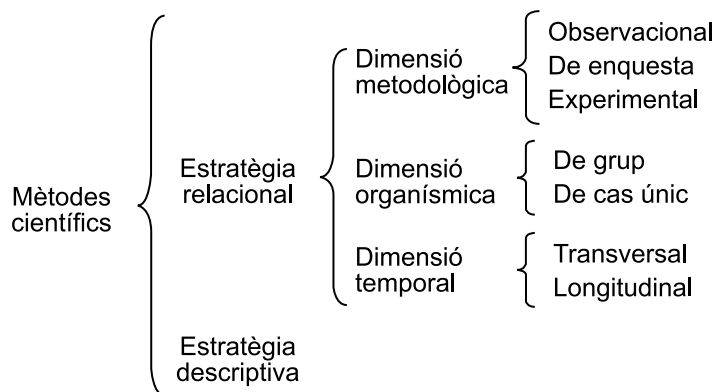 Mètodes
científics
Estratègia
relacional
Dimensió
metodològica
Observacional
De enquesta
Experimental
Dimensió
organísmica
De grup
De cas únic
Dimensió
temporal
Transversal
Longitudinal
Estratègia
descriptiva